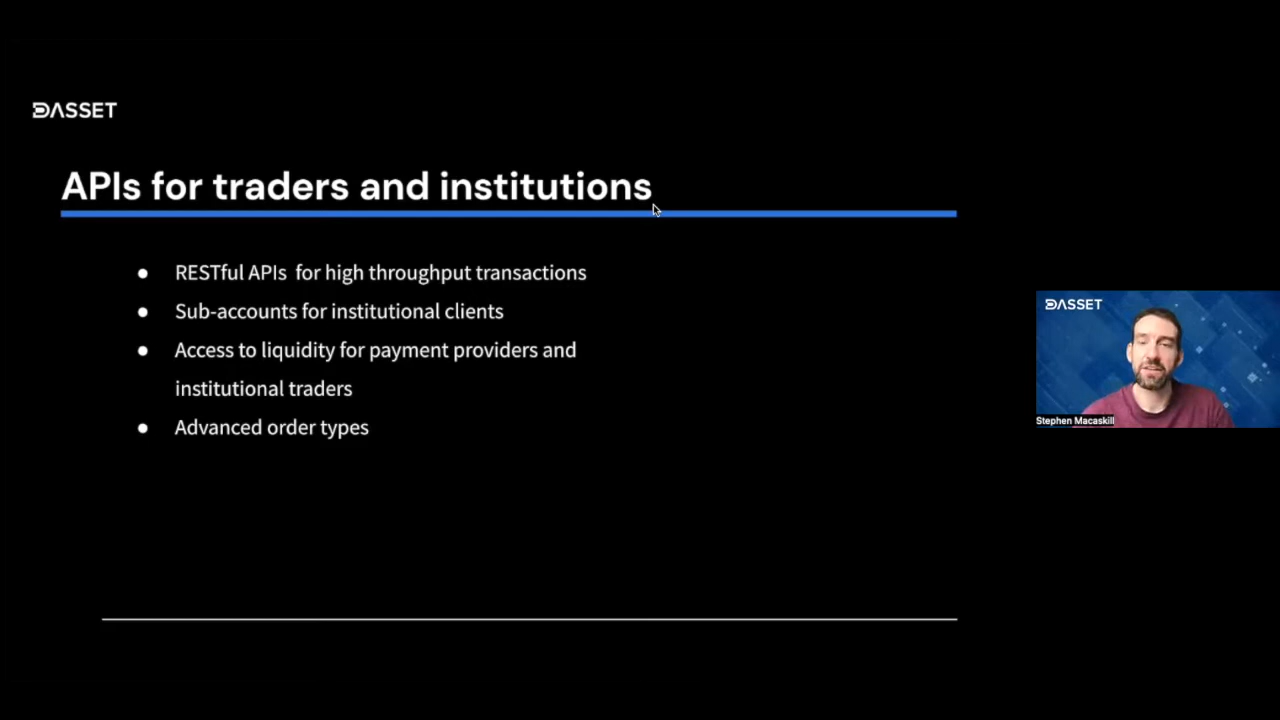 DASSET
APIs for traders and institutions
● RESTful APIs for high throughput transactions
● Sub-accounts for institutional clients
● Access to liquidity for payment providers and
institutional traders
● Advanced order types
DASSET
Stephen Macaskill